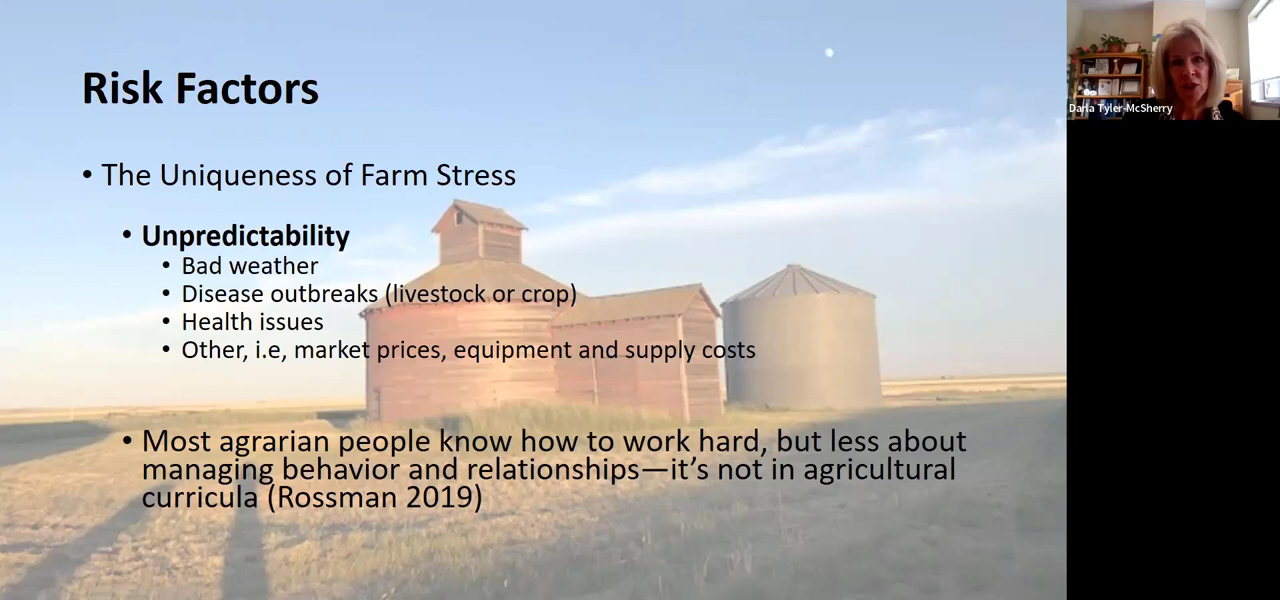 Risk Factors
• The Uniqueness of Farm Stress
• Unpredictability
• Bad weather
• Disease outbreaks (livestock or crop)
• Health issues
• Other, i.e, market prices, equipment and supply costs
• Most agrarian people know how to work hard, but less about
managing behavior and relationships—it’s not in agricultural
curricula (Rossman 2019)
Darla Tyler-McSherry